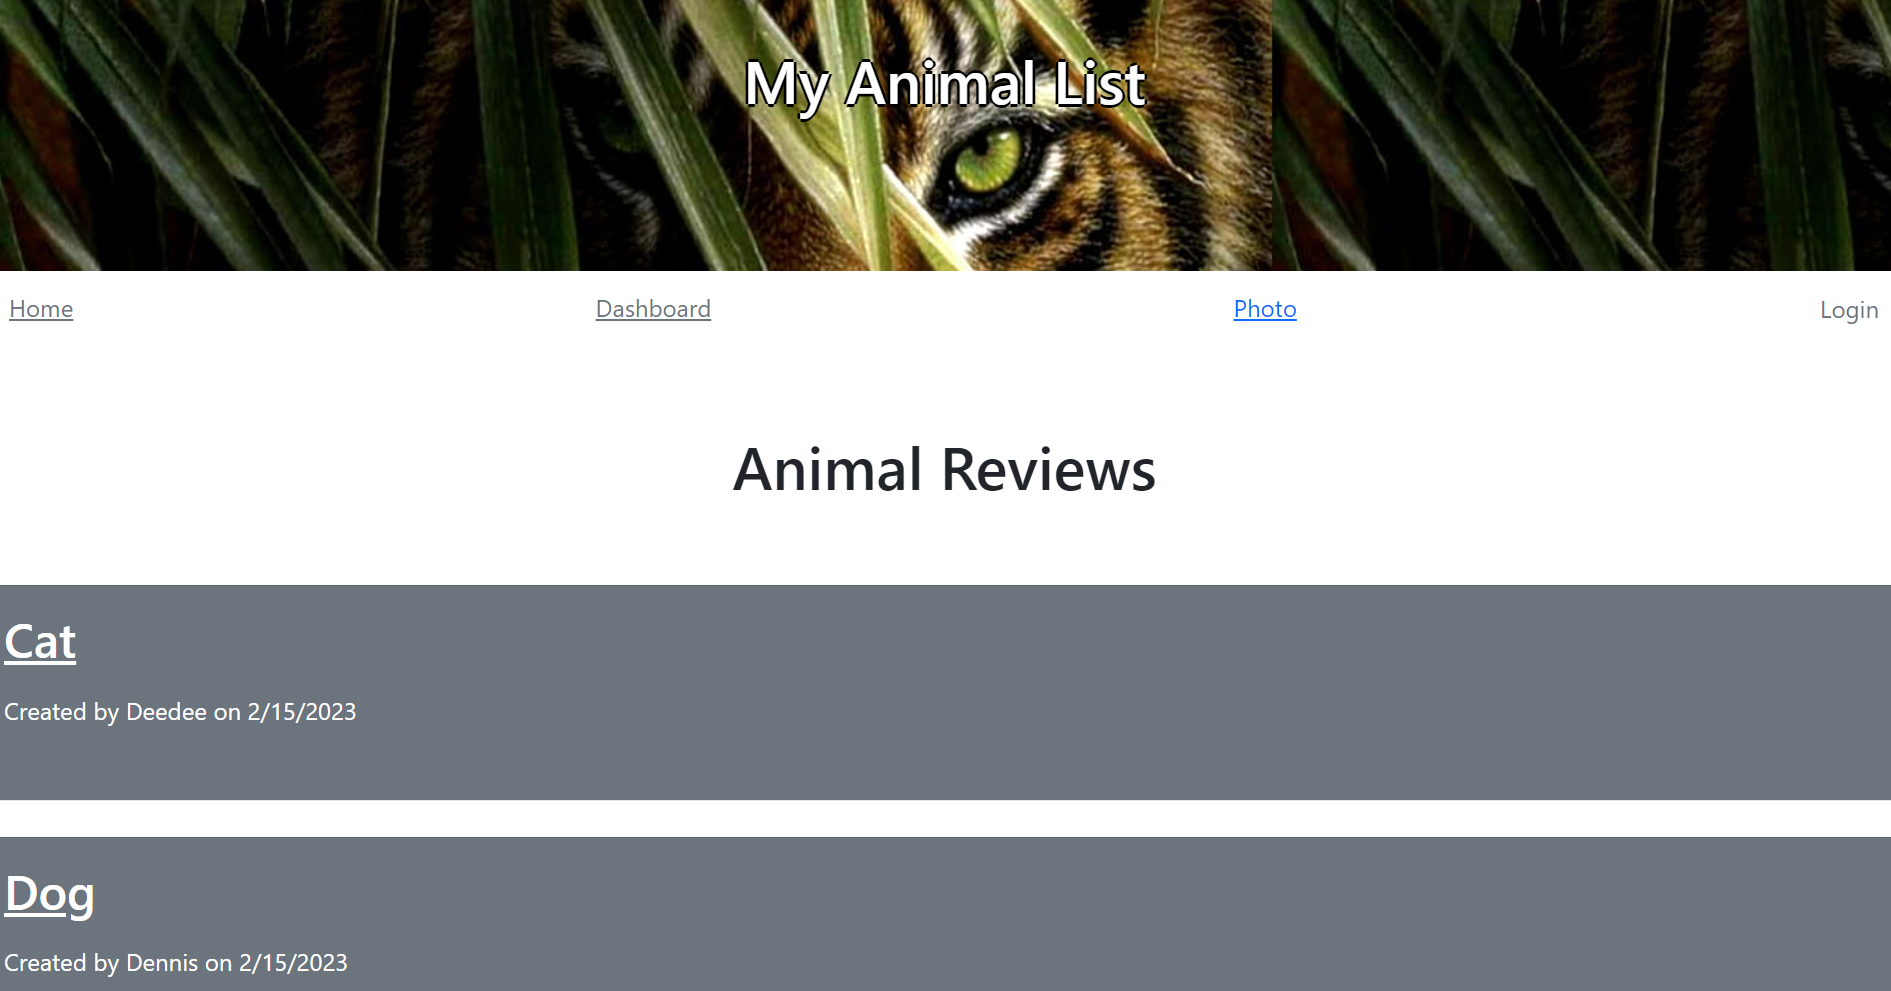 My Animal List
Home Dashboard Photo Login
Animal Reviews
Cat
Created by Deedee on 2/15/2023
Dog
Created by Dennis on 2/15/2023